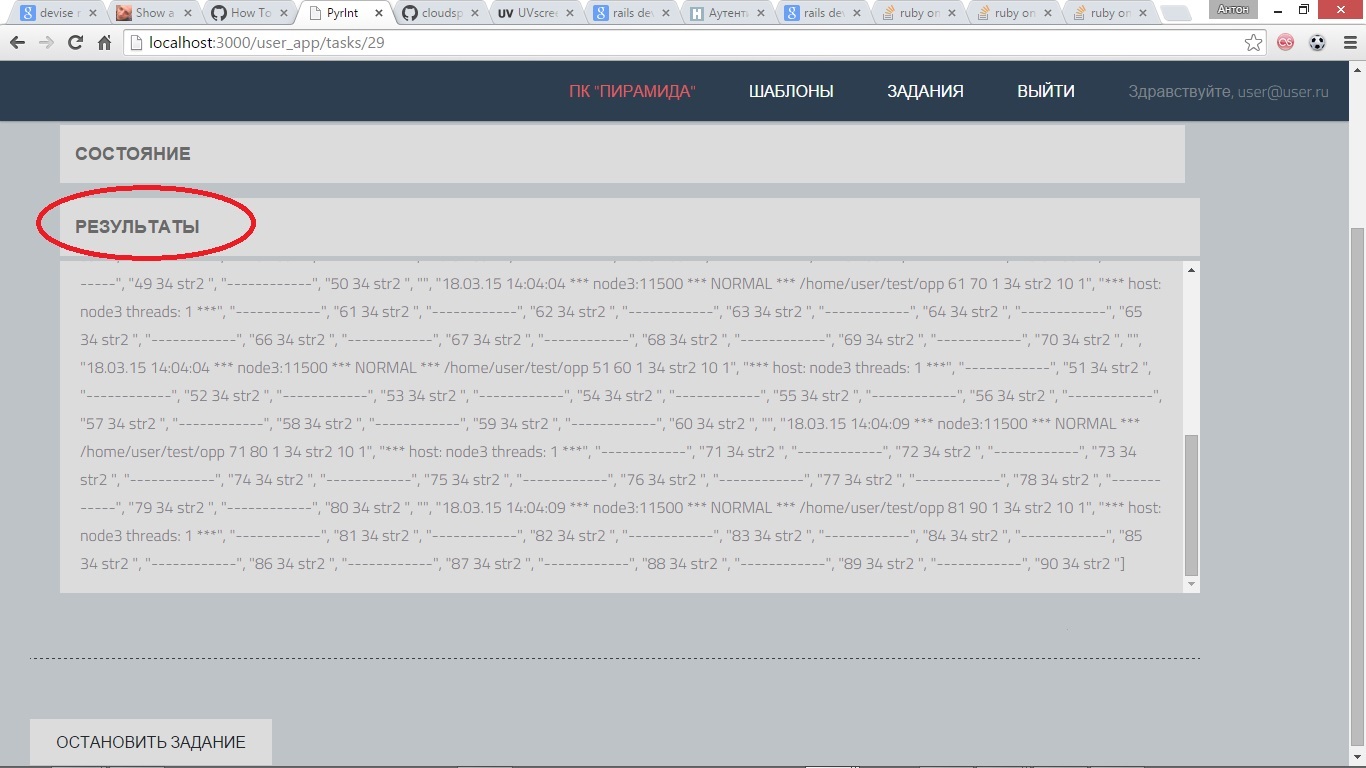 devise r
Show a
How To
PyrInt
cloudsp
UVscree
rails de
Аутент
rails de
ruby on
ruby on
ruby on
Антон
localhost:3000/user_app/tasks/29
ПК "ПИРАМИДА" ШАБЛОНЫ ЗАДАНИЯ ВЫЙТИ Здравствуйте, user@user.ru
СОСТОЯНИЕ
РЕЗУЛЬТАТЫ
-----", "49 34 str2 ", "------------", "50 34 str2 ", "", "18.03.15 14:04:04 *** node3:11500 *** NORMAL *** /home/user/test/opp 61 70 1 34 str2 10 1", "*** host:
node3 threads: 1 ***", "------------", "61 34 str2 ", "------------", "62 34 str2 ", "------------", "63 34 str2 ", "------------", "64 34 str2 ", "------------", "65
34 str2 ", "------------", "66 34 str2 ", "------------", "67 34 str2 ", "------------", "68 34 str2 ", "------------", "69 34 str2 ", "------------", "70 34 str2 ", "",
"18.03.15 14:04:04 *** node3:11500 *** NORMAL *** /home/user/test/opp 51 60 1 34 str2 10 1", "*** host: node3 threads: 1 ***", "------------", "51 34 str2 ",
"------------", "52 34 str2 ", "------------", "53 34 str2 ", "------------", "54 34 str2 ", "------------", "55 34 str2 ", "------------", "56 34 str2 ", "------------",
"57 34 str2 ", "------------", "58 34 str2 ", "------------", "59 34 str2 ", "------------", "60 34 str2 ", "", "18.03.15 14:04:09 *** node3:11500 *** NORMAL ***
/home/user/test/opp 71 80 1 34 str2 10 1", "*** host: node3 threads: 1 ***", "------------", "71 34 str2 ", "------------", "72 34 str2 ", "------------", "73 34
str2 ", "------------", "74 34 str2 ", "------------", "75 34 str2 ", "------------", "76 34 str2 ", "------------", "77 34 str2 ", "------------", "78 34 str2 ", "-------
-----", "79 34 str2 ", "------------", "80 34 str2 ", "", "18.03.15 14:04:09 *** node3:11500 *** NORMAL *** /home/user/test/opp 81 90 1 34 str2 10 1", "*** host:
node3 threads: 1 ***", "------------", "81 34 str2 ", "------------", "82 34 str2 ", "------------", "83 34 str2 ", "------------", "84 34 str2 ", "------------", "85
34 str2 ", "------------", "86 34 str2 ", "------------", "87 34 str2 ", "------------", "88 34 str2 ", "------------", "89 34 str2 ", "------------", "90 34 str2 "]
ОСТАНОВИТЬ ЗАДАНИЕ